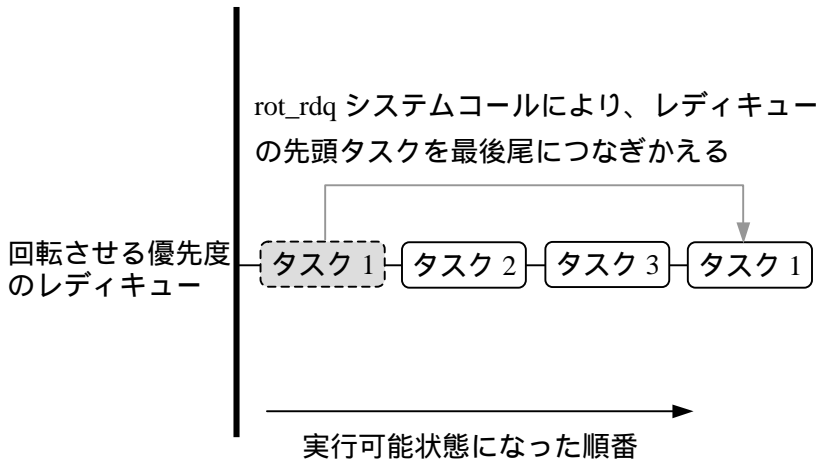 rot_rdq システムコールにより、レディキュー
の先頭タスクを最後尾につなぎかえる
回転させる優先度
のレディキュー
タスク 1
タスク 2
タスク 3
タスク 1
実行可能状態になった順番